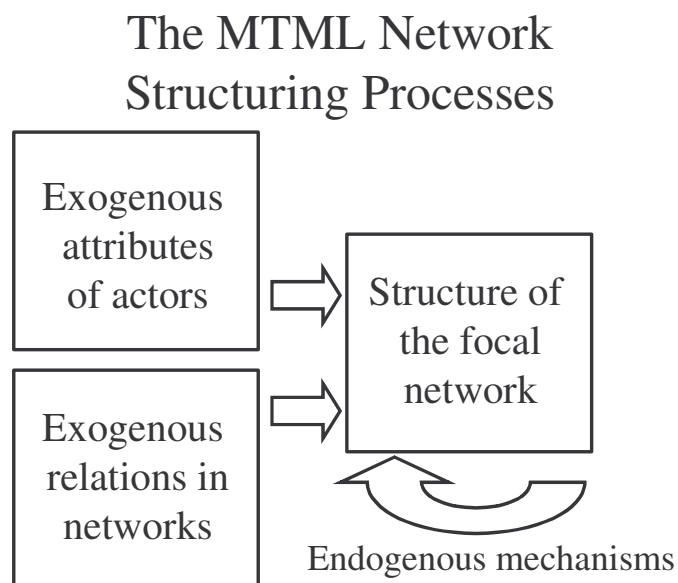 The MTML Network
Structuring Processes
Exogenous
attributes
of actors
Structure of
the focal
network
Exogenous
relations in
networks
Endogenous mechanisms